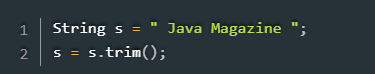 1 String s = " Java Magazine ";
2 s = s.trim();